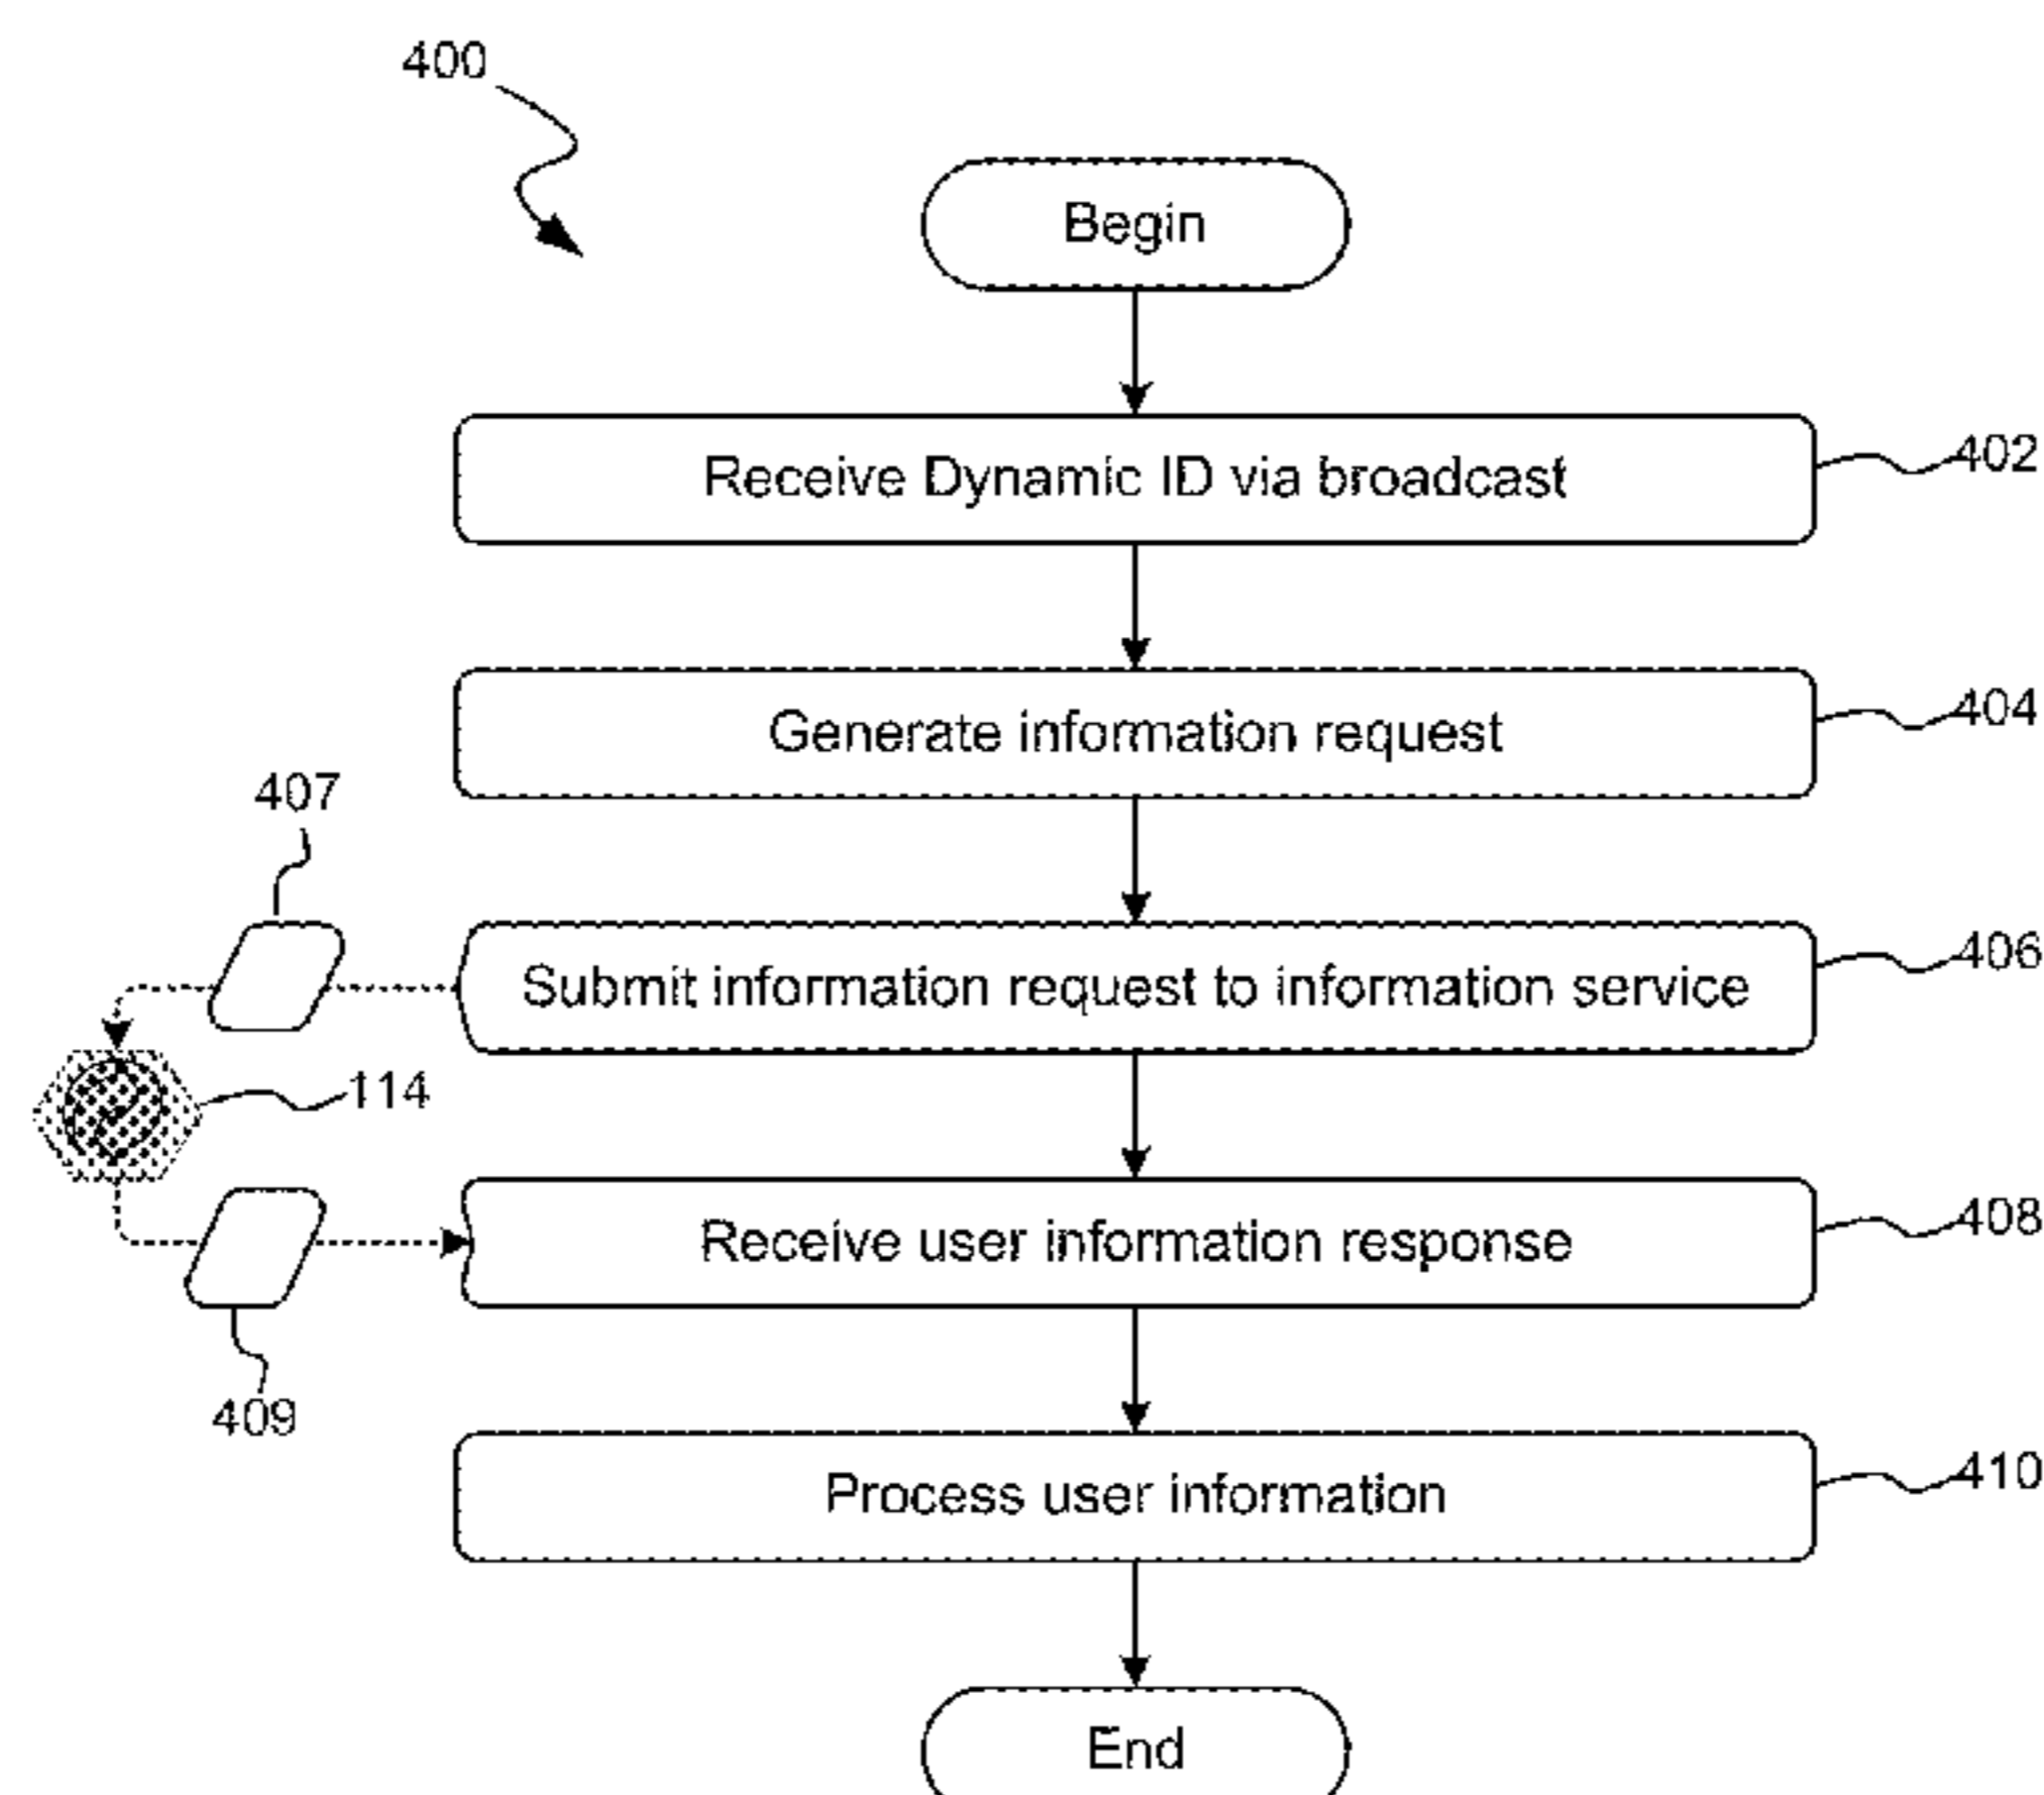 400
Begin
Receive Dynamic ID via broadcast
402
Generate information request
404
407
Submit information request to information service
406
114
Receive user information response
408
409
Process user information
410
End